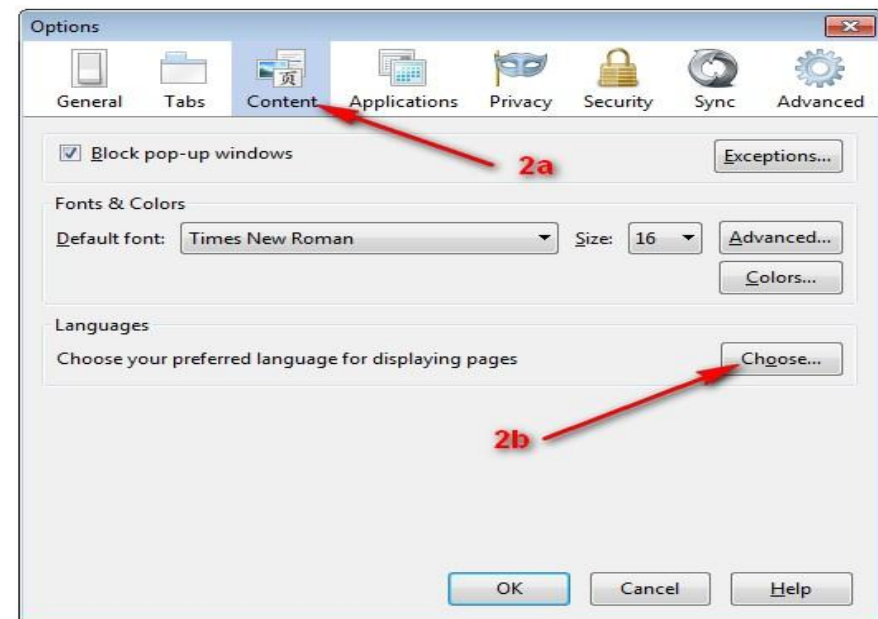 Options
General Tabs Content Applications Privacy Security Sync Advanced
页
Block pop-up windows Exceptions...
2a
Fonts & Colors
Default font: Times New Roman Size: 16 Advanced...
Colors...
Languages
Choose your preferred language for displaying pages Choose...
2b
OK Cancel Help